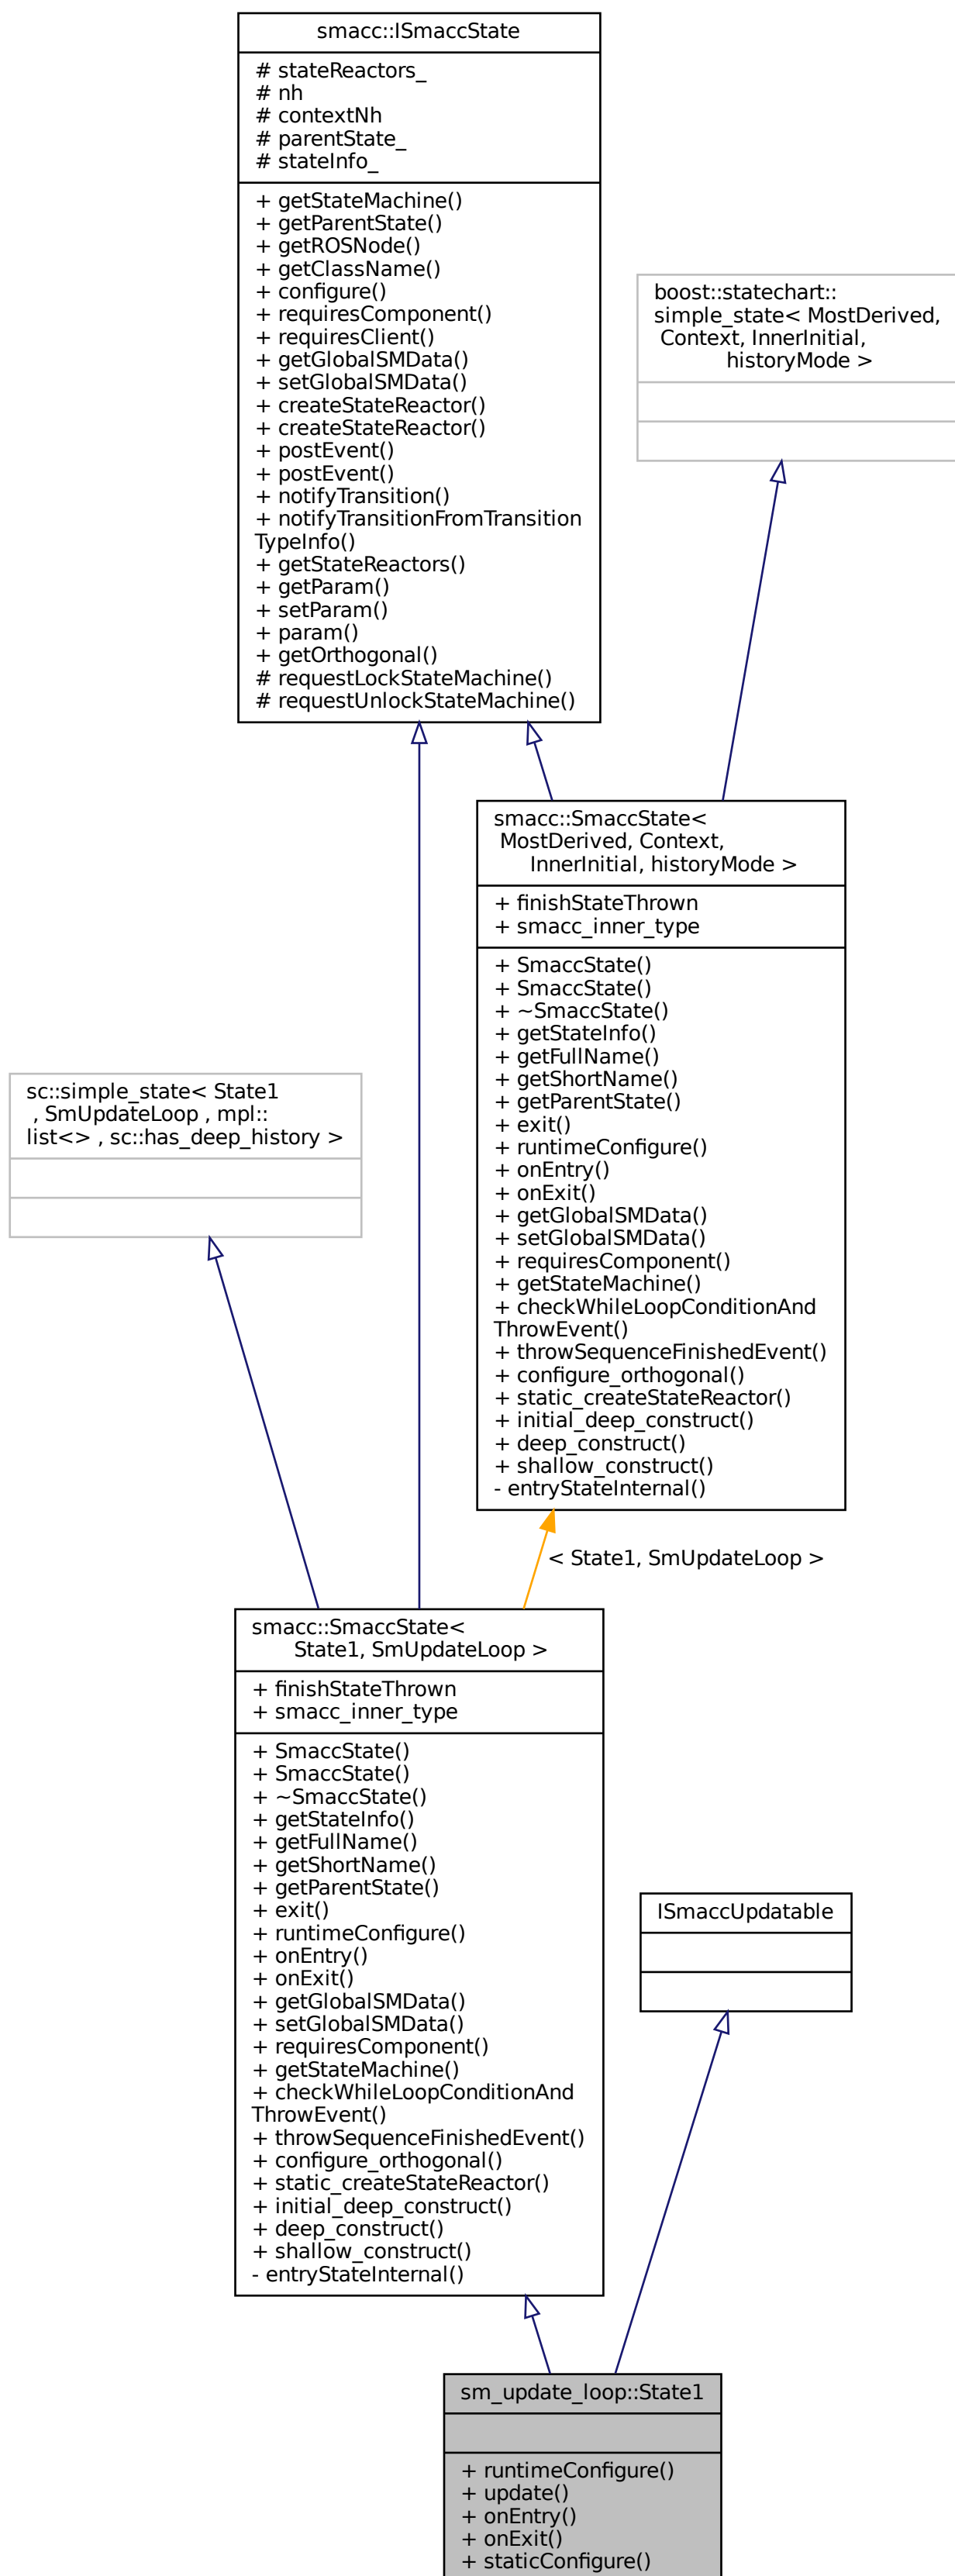 smacc::ISmaccState
# stateReactors_
# nh
# contextNh
# parentState_
# stateInfo_
+ getStateMachine()
+ getParentState()
+ getROSNode()
+ getClassName()
+ configure()
+ requiresComponent()
+ requiresClient()
+ getGlobalSMData()
+ setGlobalSMData()
+ createStateReactor()
+ createStateReactor()
+ postEvent()
+ postEvent()
+ notifyTransition()
+ notifyTransitionFromTransition
TypeInfo()
+ getStateReactors()
+ getParam()
+ setParam()
+ param()
+ getOrthogonal()
# requestLockStateMachine()
# requestUnlockStateMachine()
boost::statechart::
simple_state< MostDerived,
Context, InnerInitial,
historyMode >
smacc::SmaccState<
MostDerived, Context,
InnerInitial, historyMode >
+ finishStateThrown
+ smacc_inner_type
+ SmaccState()
+ SmaccState()
+ ~SmaccState()
+ getStateInfo()
+ getFullName()
+ getShortName()
+ getParentState()
+ exit()
+ runtimeConfigure()
+ onEntry()
+ onExit()
+ getGlobalSMData()
+ setGlobalSMData()
+ requiresComponent()
+ getStateMachine()
+ checkWhileLoopConditionAnd
ThrowEvent()
+ throwSequenceFinishedEvent()
+ configure_orthogonal()
+ static_createStateReactor()
+ initial_deep_construct()
+ deep_construct()
+ shallow_construct()
- entryStateInternal()
sc::simple_state< State1
, SmUpdateLoop , mpl::
list<> , sc::has_deep_history >
< State1, SmUpdateLoop >
smacc::SmaccState<
State1, SmUpdateLoop >
+ finishStateThrown
+ smacc_inner_type
+ SmaccState()
+ SmaccState()
+ ~SmaccState()
+ getStateInfo()
+ getFullName()
+ getShortName()
+ getParentState()
+ exit()
+ runtimeConfigure()
+ onEntry()
+ onExit()
+ getGlobalSMData()
+ setGlobalSMData()
+ requiresComponent()
+ getStateMachine()
+ checkWhileLoopConditionAnd
ThrowEvent()
+ throwSequenceFinishedEvent()
+ configure_orthogonal()
+ static_createStateReactor()
+ initial_deep_construct()
+ deep_construct()
+ shallow_construct()
- entryStateInternal()
ISmaccUpdatable
sm_update_loop::State1
+ runtimeConfigure()
+ update()
+ onEntry()
+ onExit()
+ staticConfigure()